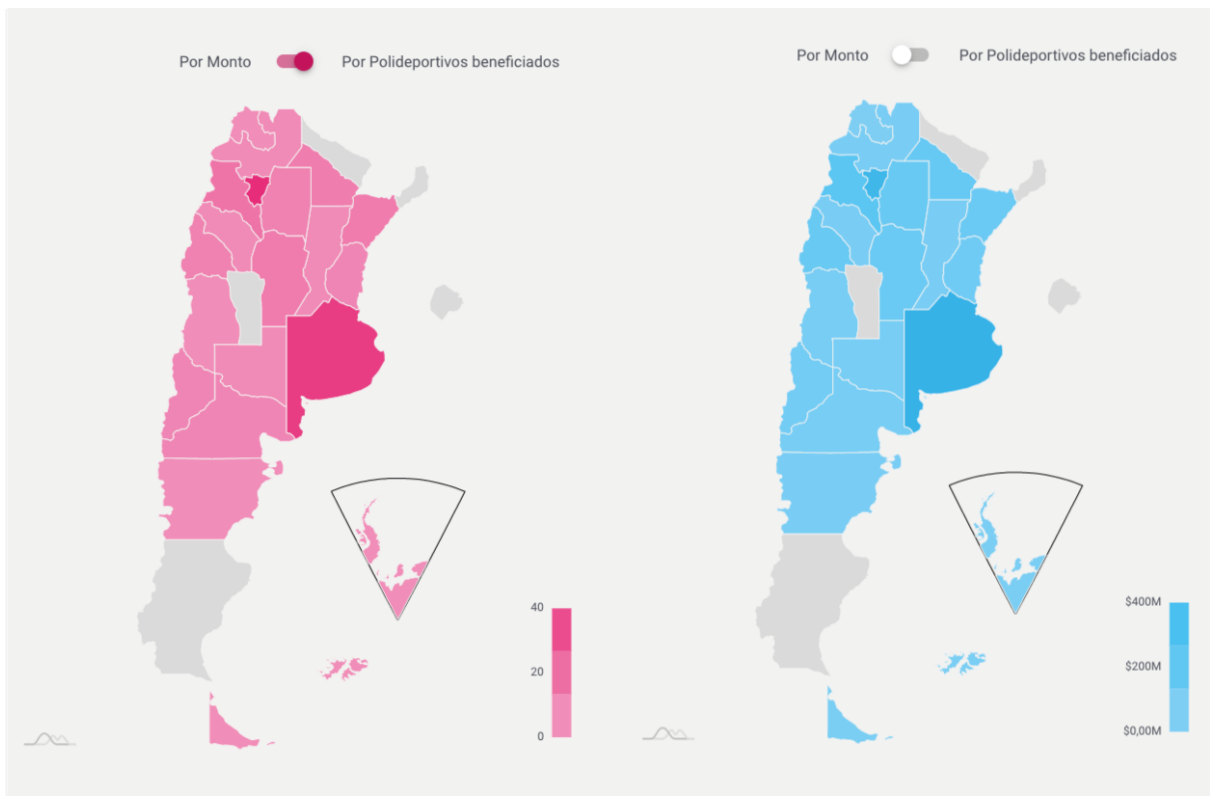 Por Monto
Por Polideportivos beneficiados
Por Monto
Por Polideportivos beneficiados
40
20
0
$400M
$200M
$0,00M